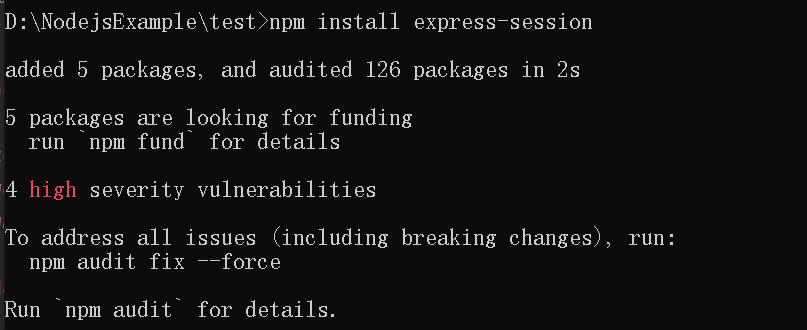 D:\NodejsExample\test>npm install express-session
added 5 packages, and audited 126 packages in 2s
5 packages are looking for funding
  run `npm fund` for details
4 high severity vulnerabilities
To address all issues (including breaking changes), run:
  npm audit fix --force
Run `npm audit` for details.